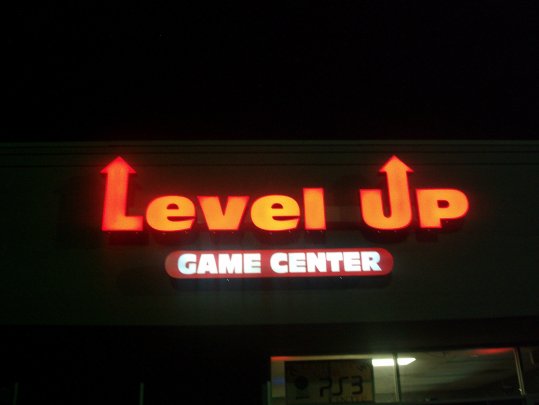 Level Up
GAME CENTER
PS3